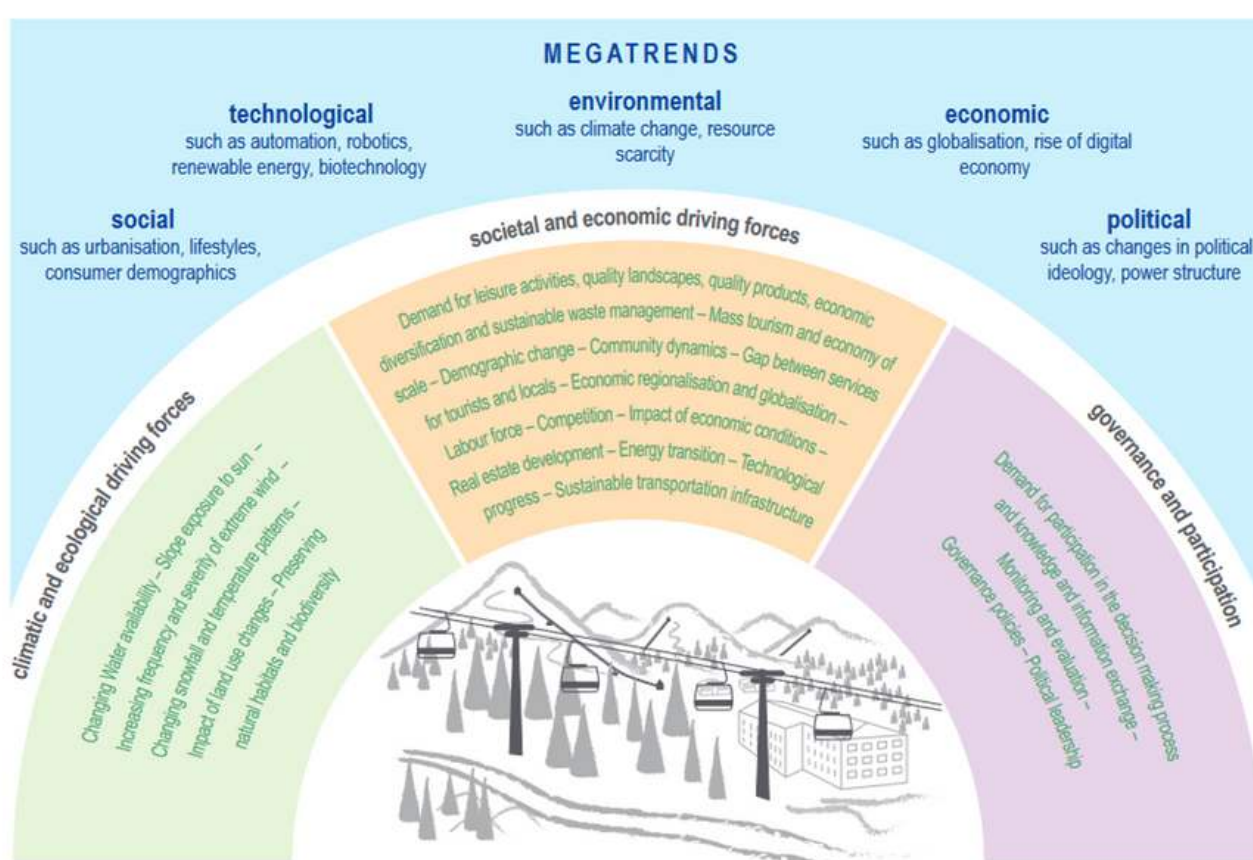 MEGATRENDS
social
such as urbanisation, lifestyles,
consumer demographics
technological
such as automation, robotics,
renewable energy, biotechnology
environmental
such as climate change, resource
scarcity
economic
such as globalisation, rise of digital
economy
political
such as changes in political
ideology, power structure
climatic and ecological driving forces
Changing Water availability – Slope exposure to sun –
Increasing frequency and severity of extreme wind –
Changing snowfall and temperature patterns –
Impact of land use changes – Preserving
natural habitats and biodiversity
societal and economic driving forces
Demand for leisure activities, quality landscapes, quality products, economic
diversification and sustainable waste management – Mass tourism and economy of
scale – Demographic change – Community dynamics – Gap between services
for tourists and locals – Economic regionalisation and globalisation –
Labour force – Competition – Impact of economic conditions –
Real estate development – Energy transition – Technological
progress – Sustainable transportation infrastructure
governance and participation
Demand for participation in the decision making process
and knowledge and information exchange –
Monitoring and evaluation –
Governance policies – Political leadership